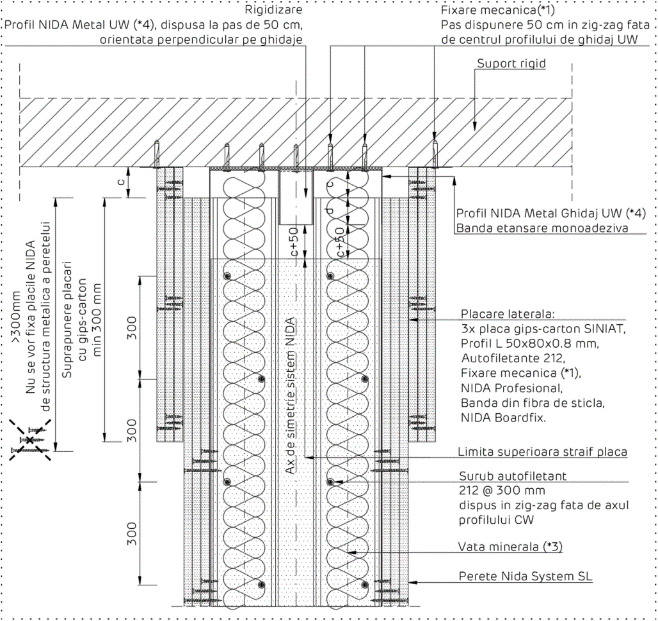 Rigidizare
Profil NIDA Metal UW (*4), dispusa la pas de 50 cm,
orientata perpendicular pe ghidaje
Fixare mecanica(*1)
Pas dispunere 50 cm in zig-zag fata
de centrul profilului de ghidaj UW
Suport rigid
c
c
d
c+50
c+50
Profil NIDA Metal Ghidaj UW (*4)
Banda etansare monoadeziva
>300mm
Nu se vor fixa placile NIDA
de structura metalica a peretelui
Suprapunere placari
cu gips-carton
min 300 mm
300
300
300
Ax de simetrie sistem NIDA
Placare laterala:
3x placa gips-carton SINIAT,
Profil L 50x80x0.8 mm,
Autofiletante 212,
Fixare mecanica (*1),
NIDA Profesional,
Banda din fibra de sticla,
NIDA Boardfix.
Limita superioara straif placa
Surub autofiletant
212 @ 300 mm
dispus in zig-zag fata de axul
profilului CW
Vata minerala (*3)
Perete Nida System SL